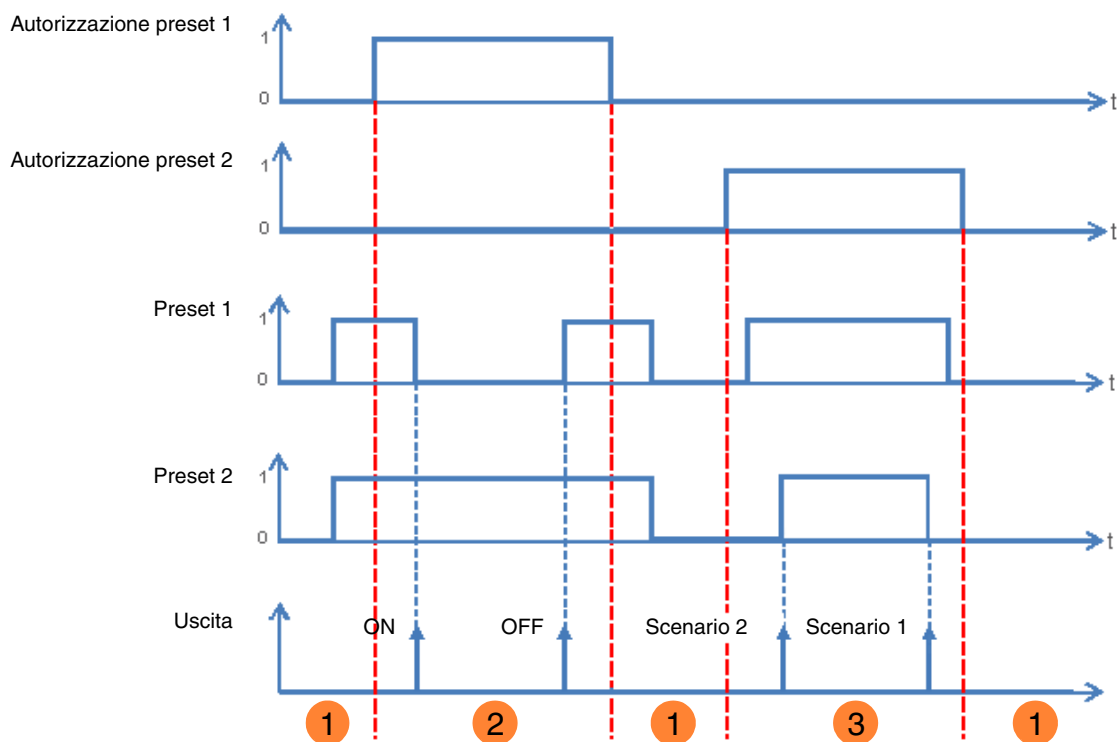 Autorizzazione preset 1
1
0
t
Autorizzazione preset 2
1
0
t
Preset 1
1
0
t
Preset 2
1
0
t
Uscita
ON OFF Scenario 2 Scenario 1
1 2 1 3 1